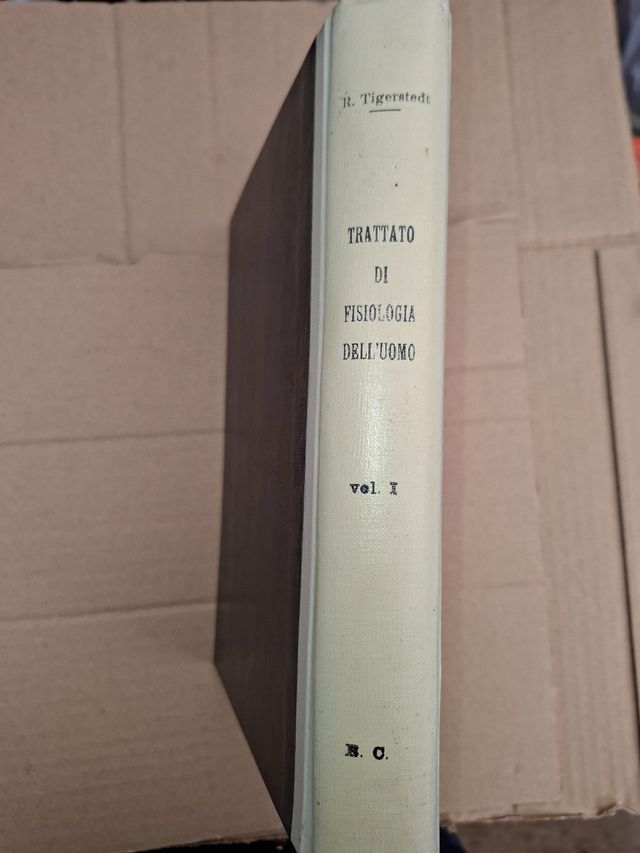 R. Tigerstedt
TRATTATO
DI
FISIOLOGIA
DELL'UOMO
vol. I
B. C.